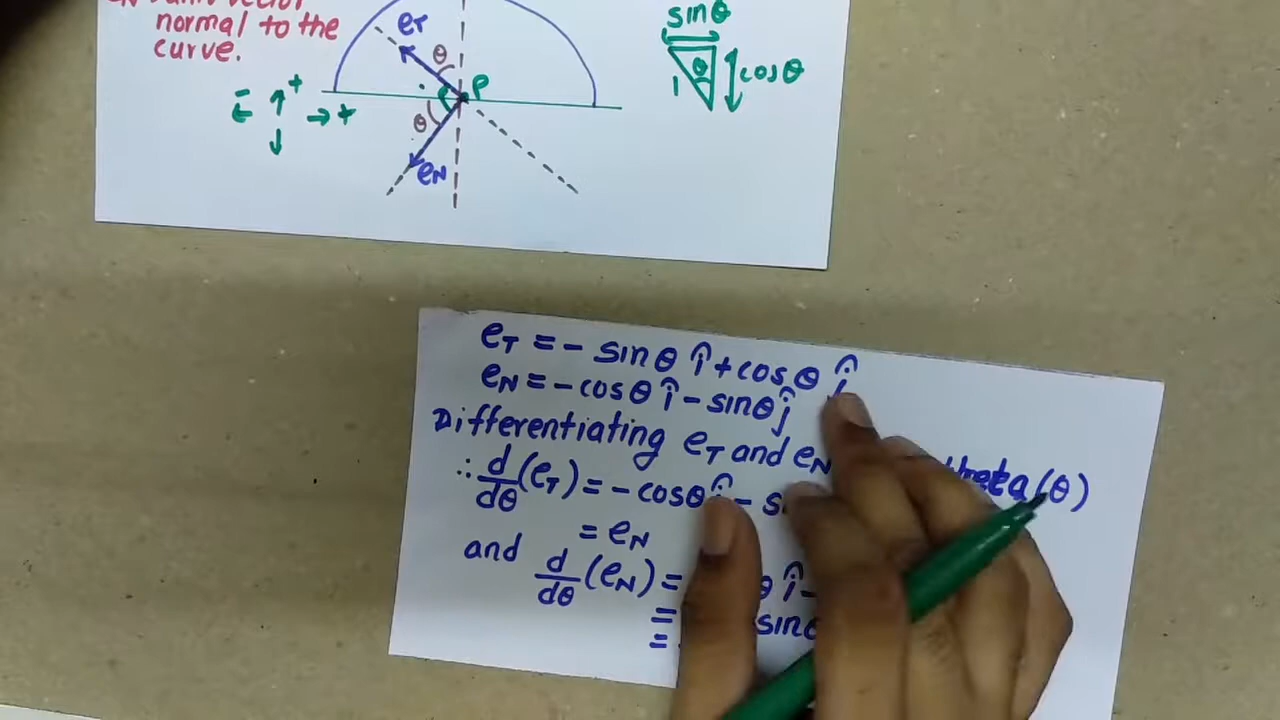 normal to the
curve.
eT
θ
P
θ
eN
+
→+
sinθ
θ
1
cosθ
eT = - sinθ î + cosθ ĵ
eN = -cosθ î - sinθ ĵ
Differentiating eT and eN theta(θ)
∴ d/dθ (eT) = - cosθ î -
= eN
and d/dθ (eN) = θ î -
=
=